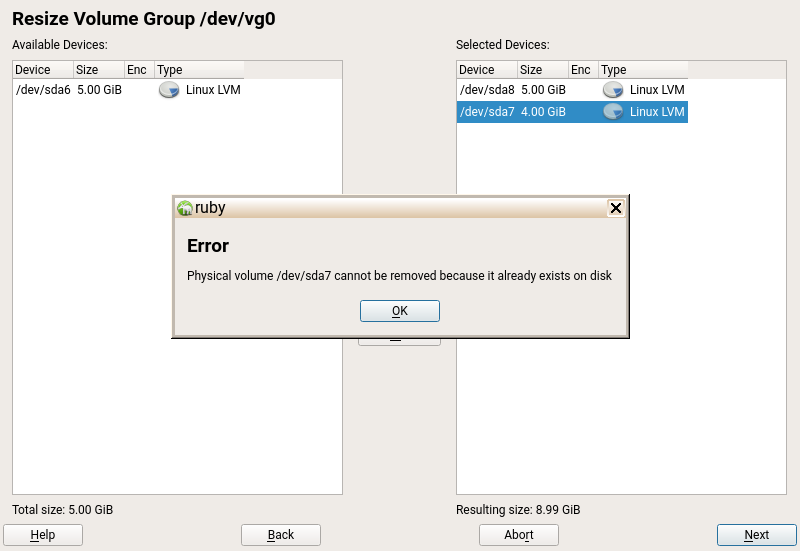 Resize Volume Group /dev/vg0
Available Devices:
Selected Devices:
Device Size Enc Type
/dev/sda6 5.00 GiB Linux LVM
Device Size Enc Type
/dev/sda8 5.00 GiB Linux LVM
/dev/sda7 4.00 GiB Linux LVM
ruby
Error
Physical volume /dev/sda7 cannot be removed because it already exists on disk
OK
Total size: 5.00 GiB
Resulting size: 8.99 GiB
Help
Back
Abort
Next